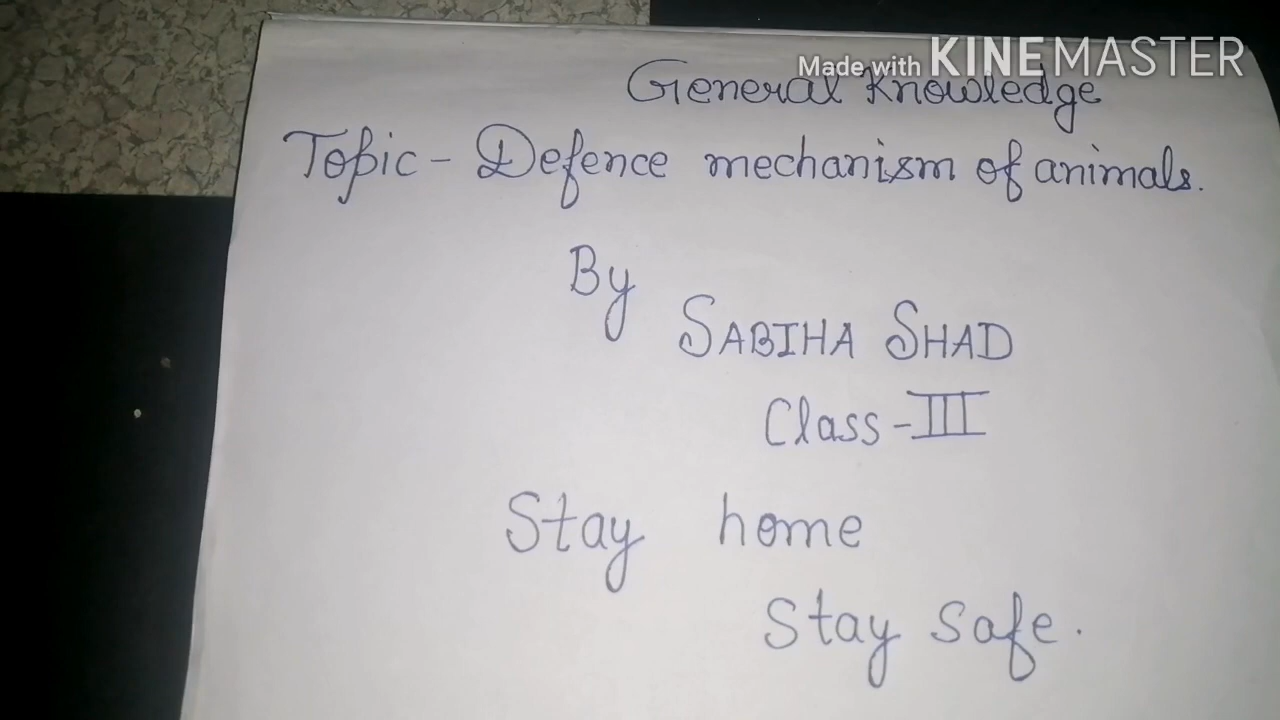 Made with KINEMASTER
General Knowledge
Topic - Defence mechanism of animals.
By
SABIHA SHAD
Class - III
Stay home
Stay safe.